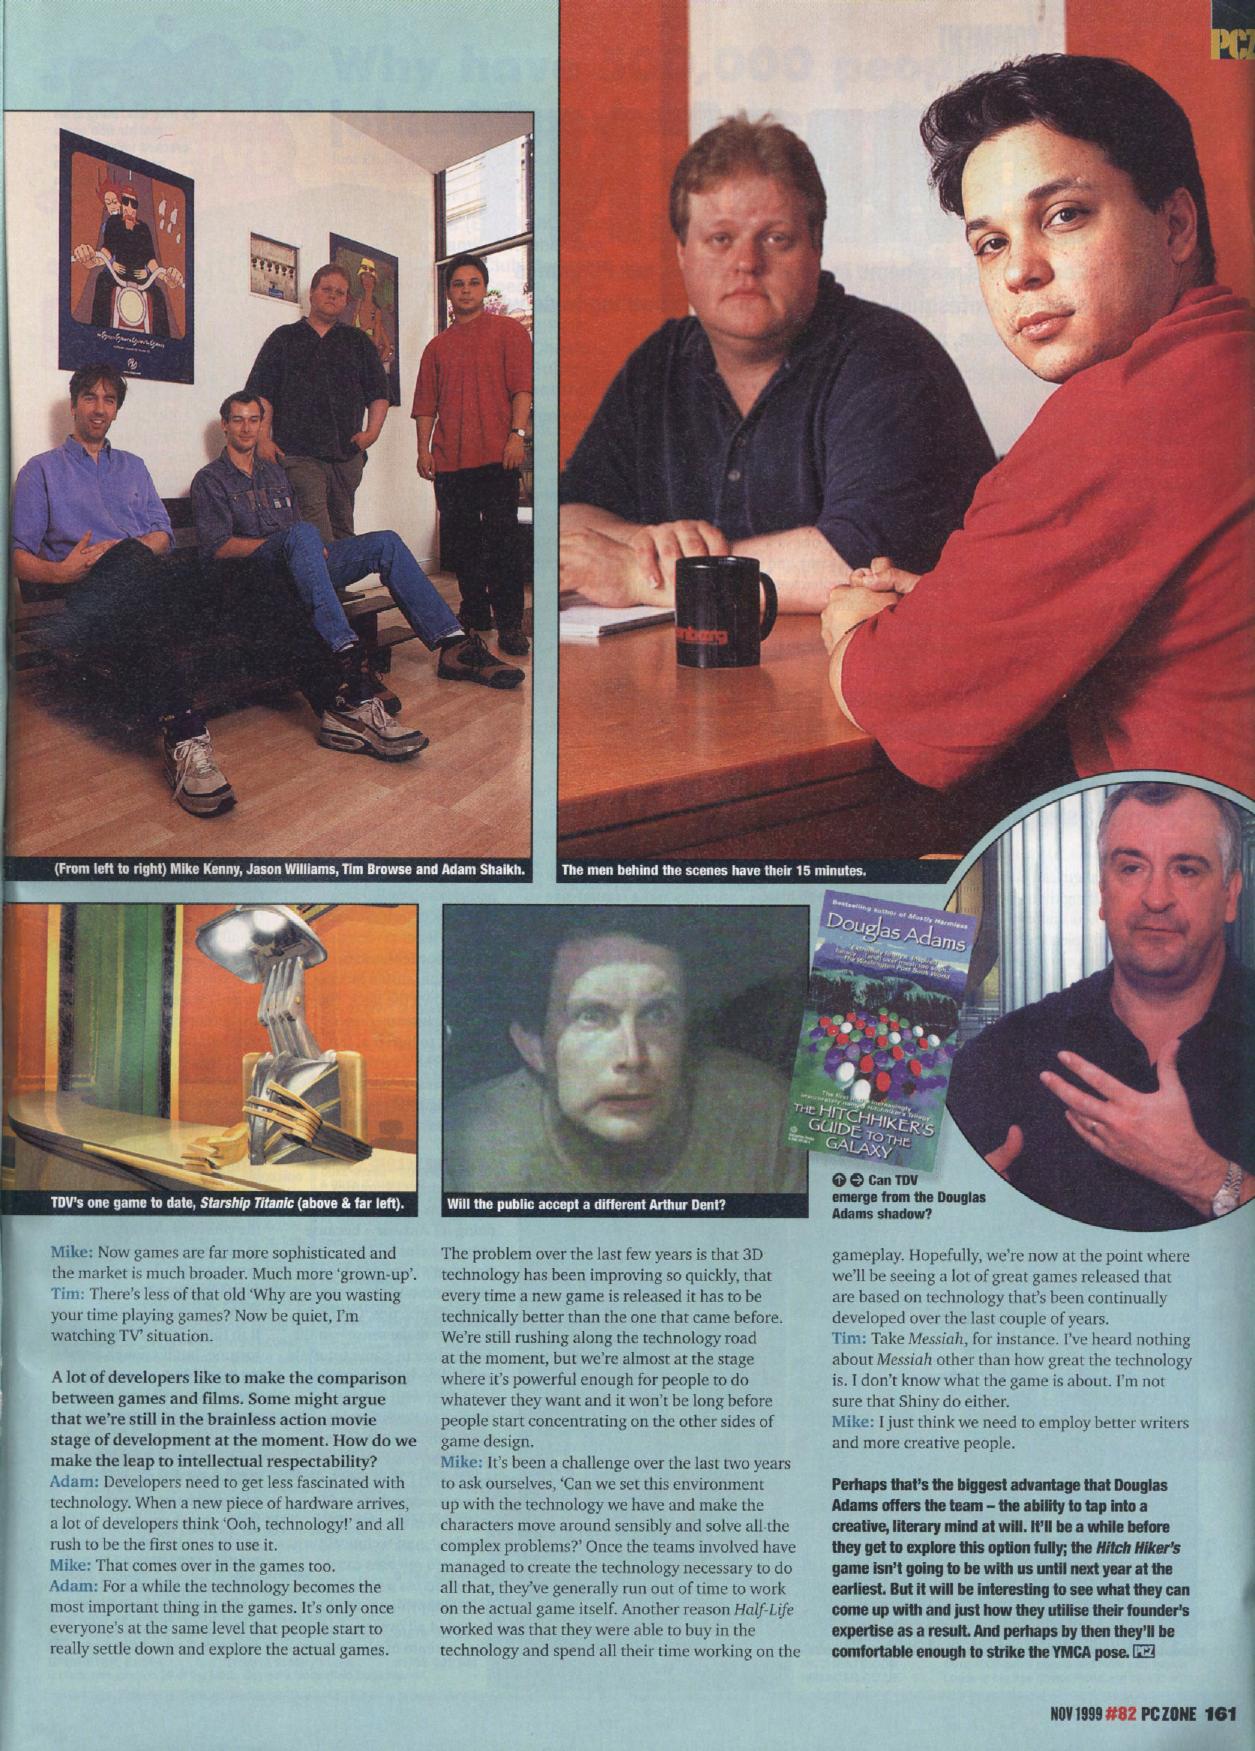 PCZ
(From left to right) Mike Kenny, Jason Williams, Tim Browse and Adam Shaikh.
The men behind the scenes have their 15 minutes.
Bestselling author of Mostly Harmless
Douglas Adams
THE HITCHHIKER'S
GUIDE TO THE
GALAXY
TDV's one game to date, Starship Titanic (above & far left).
Will the public accept a different Arthur Dent?
Can TDV
emerge from the Douglas
Adams shadow?
Mike: Now games are far more sophisticated and
the market is much broader. Much more ‘grown-up’.
Tim: There’s less of that old ‘Why are you wasting
your time playing games? Now be quiet, I’m
watching TV’ situation.
A lot of developers like to make the comparison
between games and films. Some might argue
that we’re still in the brainless action movie
stage of development at the moment. How do we
make the leap to intellectual respectability?
Adam: Developers need to get less fascinated with
technology. When a new piece of hardware arrives,
a lot of developers think ‘Ooh, technology!’ and all
rush to be the first ones to use it.
Mike: That comes over in the games too.
Adam: For a while the technology becomes the
most important thing in the games. It’s only once
everyone’s at the same level that people start to
really settle down and explore the actual games.
The problem over the last few years is that 3D
technology has been improving so quickly, that
every time a new game is released it has to be
technically better than the one that came before.
We’re still rushing along the technology road
at the moment, but we’re almost at the stage
where it’s powerful enough for people to do
whatever they want and it won’t be long before
people start concentrating on the other sides of
game design.
Mike: It’s been a challenge over the last two years
to ask ourselves, ‘Can we set this environment
up with the technology we have and make the
characters move around sensibly and solve all the
complex problems?’ Once the teams involved have
managed to create the technology necessary to do
all that, they’ve generally run out of time to work
on the actual game itself. Another reason Half-Life
worked was that they were able to buy in the
technology and spend all their time working on the
gameplay. Hopefully, we’re now at the point where
we’ll be seeing a lot of great games released that
are based on technology that’s been continually
developed over the last couple of years.
Tim: Take Messiah, for instance. I’ve heard nothing
about Messiah other than how great the technology
is. I don’t know what the game is about. I’m not
sure that Shiny do either.
Mike: I just think we need to employ better writers
and more creative people.
Perhaps that’s the biggest advantage that Douglas
Adams offers the team – the ability to tap into a
creative, literary mind at will. It’ll be a while before
they get to explore this option fully; the Hitch Hiker’s
game isn’t going to be with us until next year at the
earliest. But it will be interesting to see what they can
come up with and just how they utilise their founder’s
expertise as a result. And perhaps by then they’ll be
comfortable enough to strike the YMCA pose. PCZ
NOV 1999 #82 PC ZONE 161